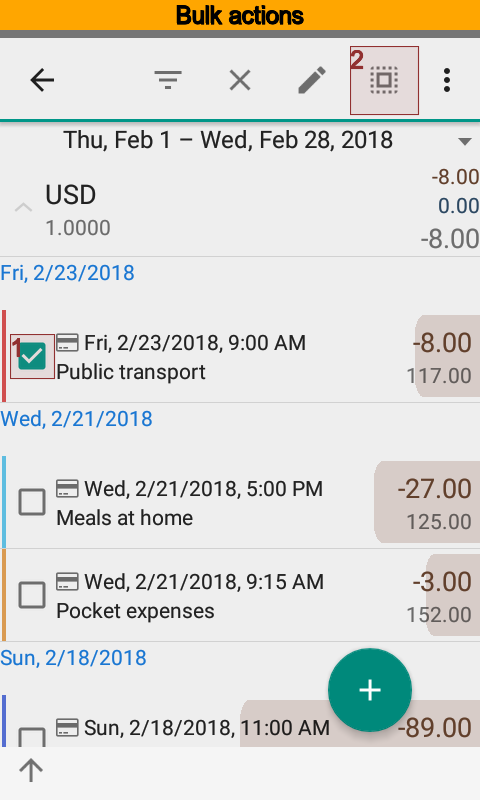 Bulk actions
2
Thu, Feb 1 – Wed, Feb 28, 2018
USD
-8.00
0.00
1.0000
-8.00
Fri, 2/23/2018
1
Fri, 2/23/2018, 9:00 AM
-8.00
Public transport
117.00
Wed, 2/21/2018
Wed, 2/21/2018, 5:00 PM
-27.00
Meals at home
125.00
Wed, 2/21/2018, 9:15 AM
-3.00
Pocket expenses
152.00
Sun, 2/18/2018
Sun, 2/18/2018, 11:00 AM
-89.00